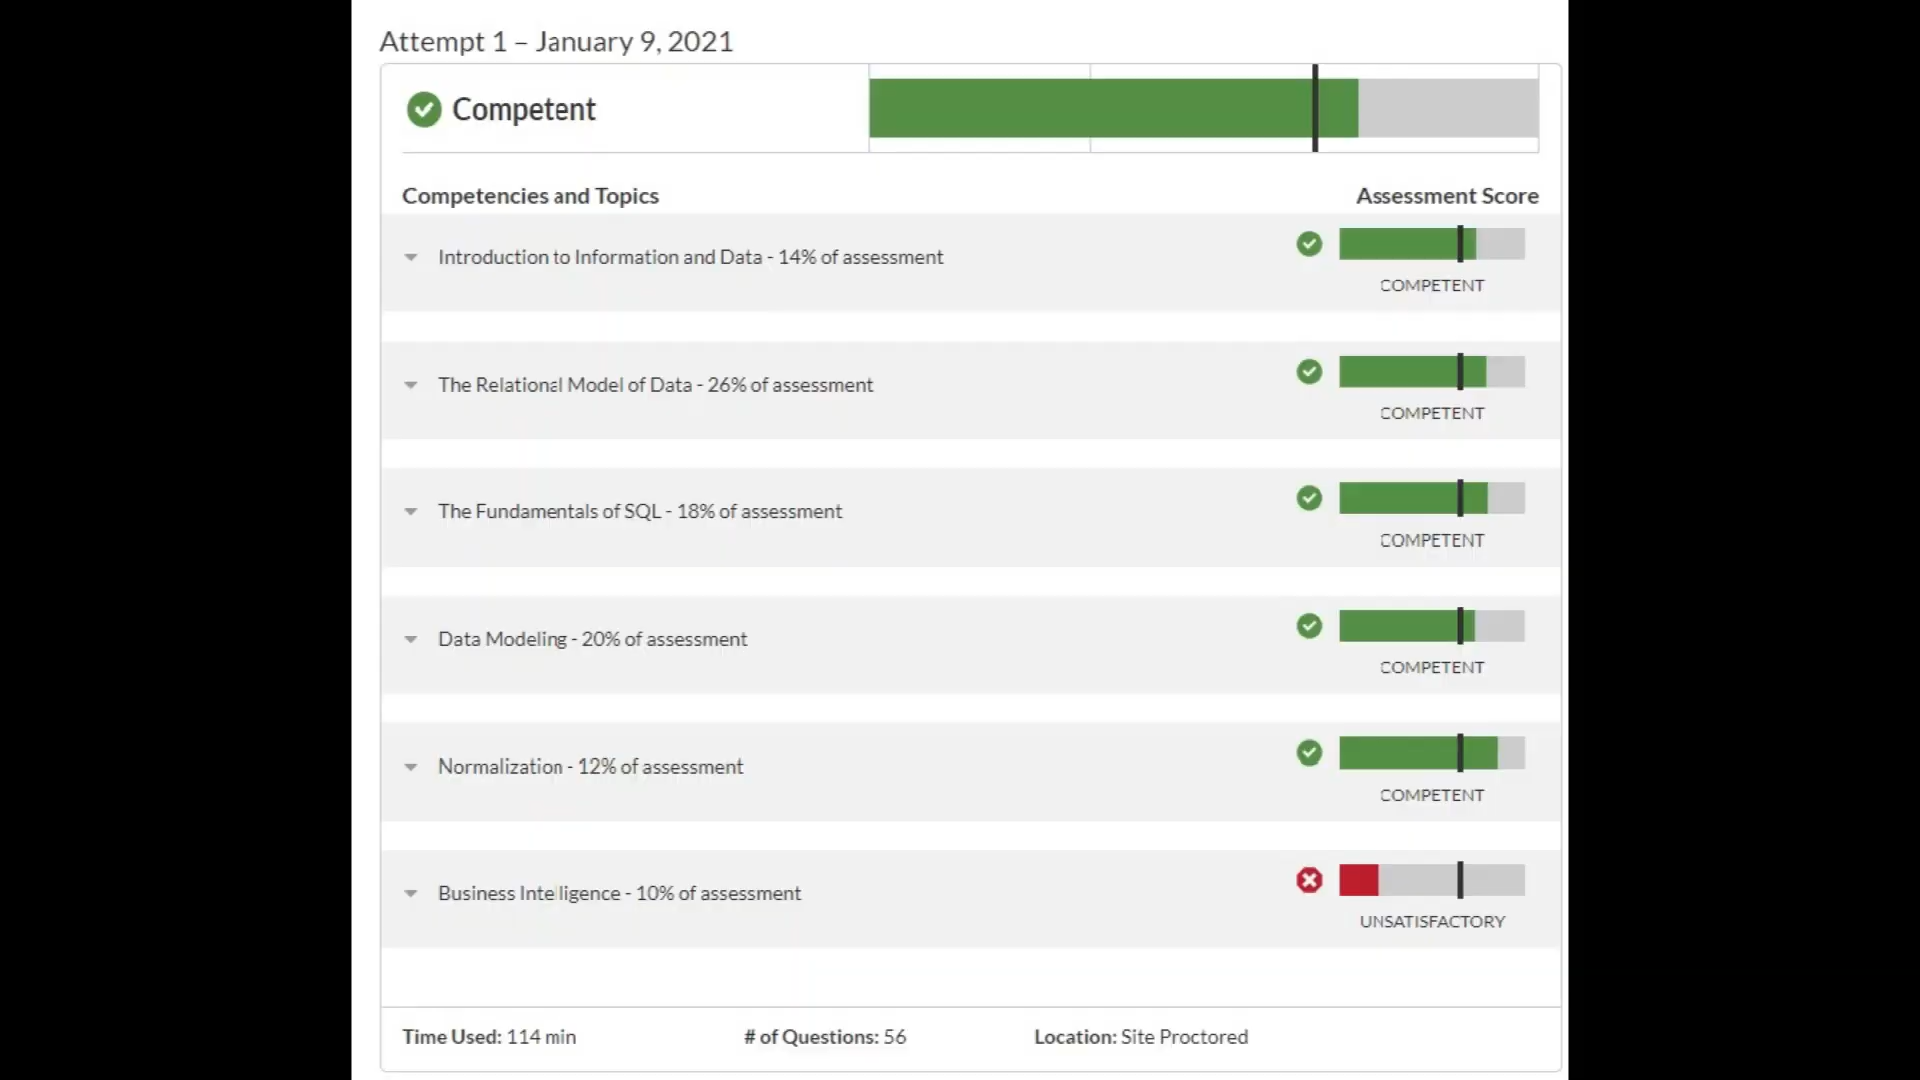 Attempt 1 – January 9, 2021
Competent
Competencies and Topics Assessment Score
Introduction to Information and Data - 14% of assessment
COMPETENT
The Relational Model of Data - 26% of assessment
COMPETENT
The Fundamentals of SQL - 18% of assessment
COMPETENT
Data Modeling - 20% of assessment
COMPETENT
Normalization - 12% of assessment
COMPETENT
Business Intelligence - 10% of assessment
UNSATISFACTORY
Time Used: 114 min # of Questions: 56 Location: Site Proctored